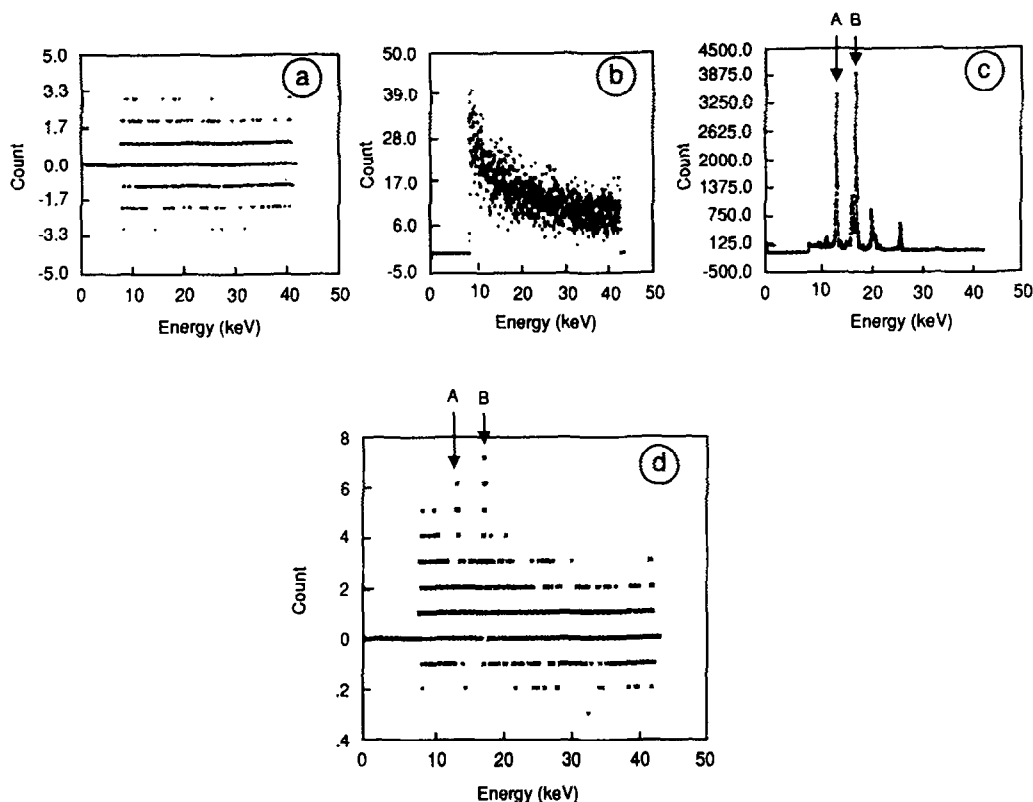 5.0
3.3
1.7
0.0
-1.7
-3.3
-5.0
Count
0 10 20 30 40 50
Energy (keV)
a
50.0
39.0
28.0
17.0
6.0
-5.0
Count
10 20 30 40 50
Energy (keV)
b
A B
4500.0
3875.0
3250.0
2625.0
2000.0
1375.0
750.0
125.0
-500.0
Count
0 10 20 30 40 50
Energy (keV)
c
A B
8
6
4
2
0
.2
.4
Count
0 10 20 30 40 50
Energy (keV)
d